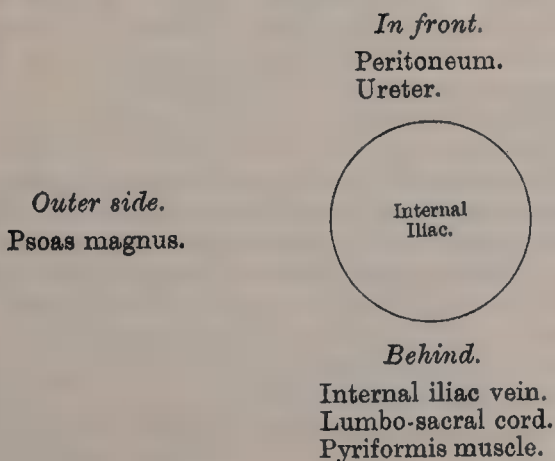 In front.
Peritoneum.
Ureter.
Outer side.
Psoas magnus.
Internal
Iliac.
Behind.
Internal iliac vein.
Lumbo-sacral cord.
Pyriformis muscle.